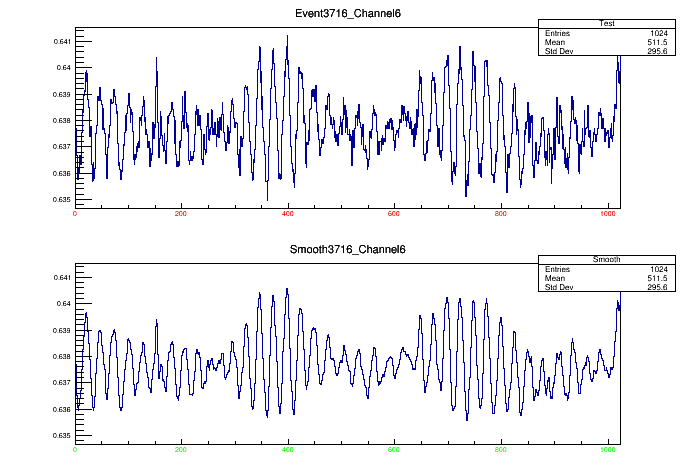 Event3716_Channel6
Test
Entries 1024
Mean 511.5
Std Dev 295.6
0.641
0.64
0.639
0.638
0.637
0.636
0.635
0 200 400 600 800 1000
Smooth3716_Channel6
Smooth
Entries 1024
Mean 511.5
Std Dev 295.6
0.641
0.64
0.639
0.638
0.637
0.636
0.635
0 200 400 600 800 1000